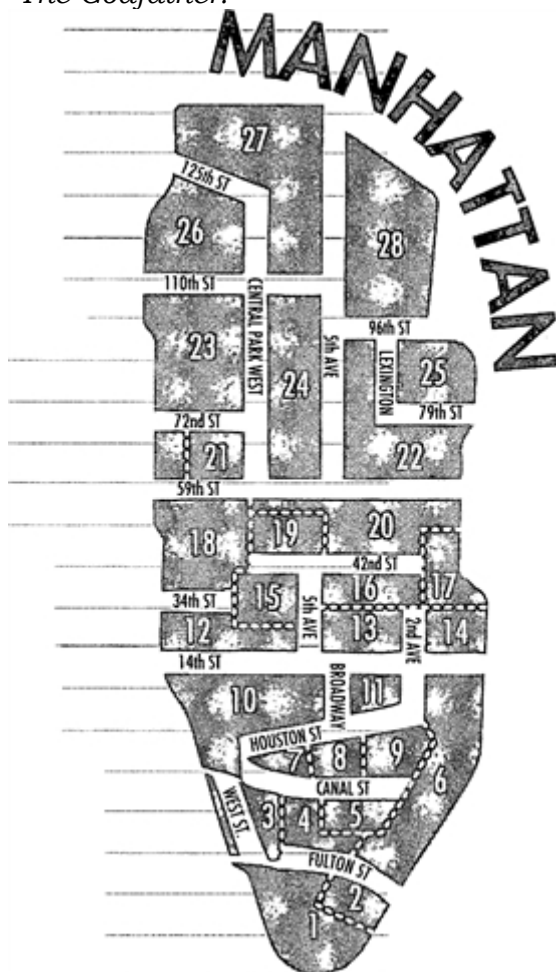 The Godfather.
MANHATTAN
27
125th ST
26
28
110th ST
CENTRAL PARK WEST
96th ST
23
24
5th AVE
LEXINGTON
25
79th ST
72nd ST
21
22
59th ST
18
19
20
42nd ST
15
16
17
34th ST
12
5th AVE
13
2nd AVE
14
14th ST
10
BROADWAY
11
HOUSTON ST
7
8
9
CANAL ST
6
WEST ST.
3
4
5
FULTON ST
2
1